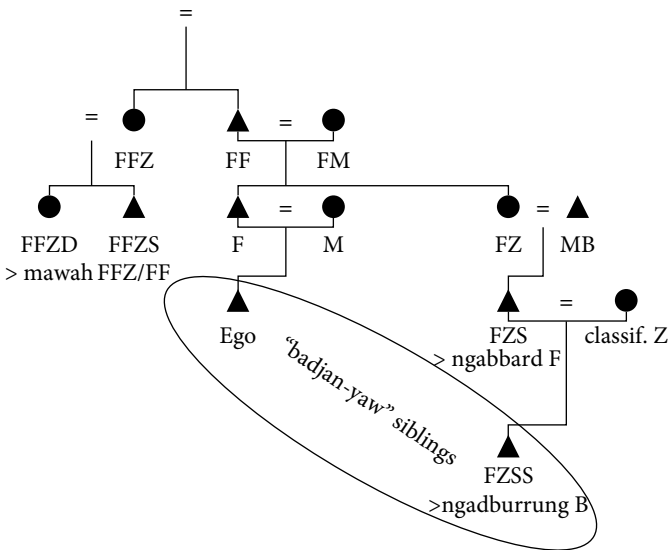 =
=
=
FFZ FF FM
=
=
FFZD FFZS F M FZ MB
> mawah FFZ/FF
=
Ego FZS classif. Z
> ngabbard F
“badjan-yaw” siblings
FZSS
>ngadburrung B